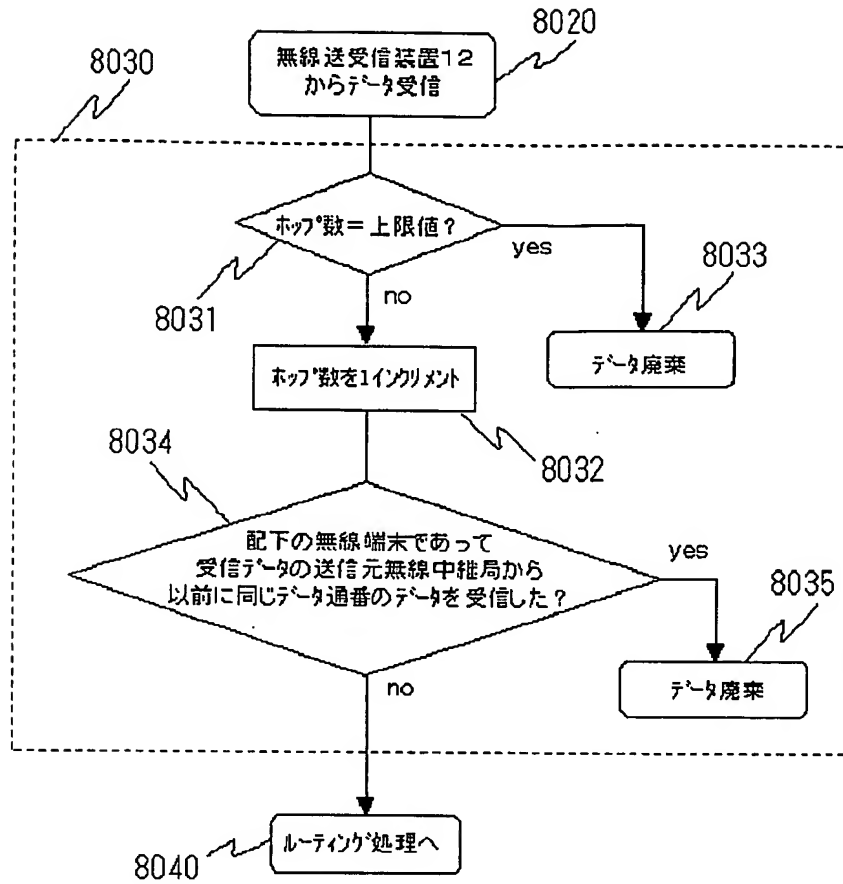 8020
無線送受信装置12
からデータ受信
8030
ホップ数=上限値?
yes
8031
no
8033
データ廃棄
ホップ数を1インクリメント
8032
8034
配下の無線端末であって
受信データの送信元無線中継局から
以前に同じデータ通番のデータを受信した?
yes
8035
データ廃棄
no
ルーティング処理へ
8040